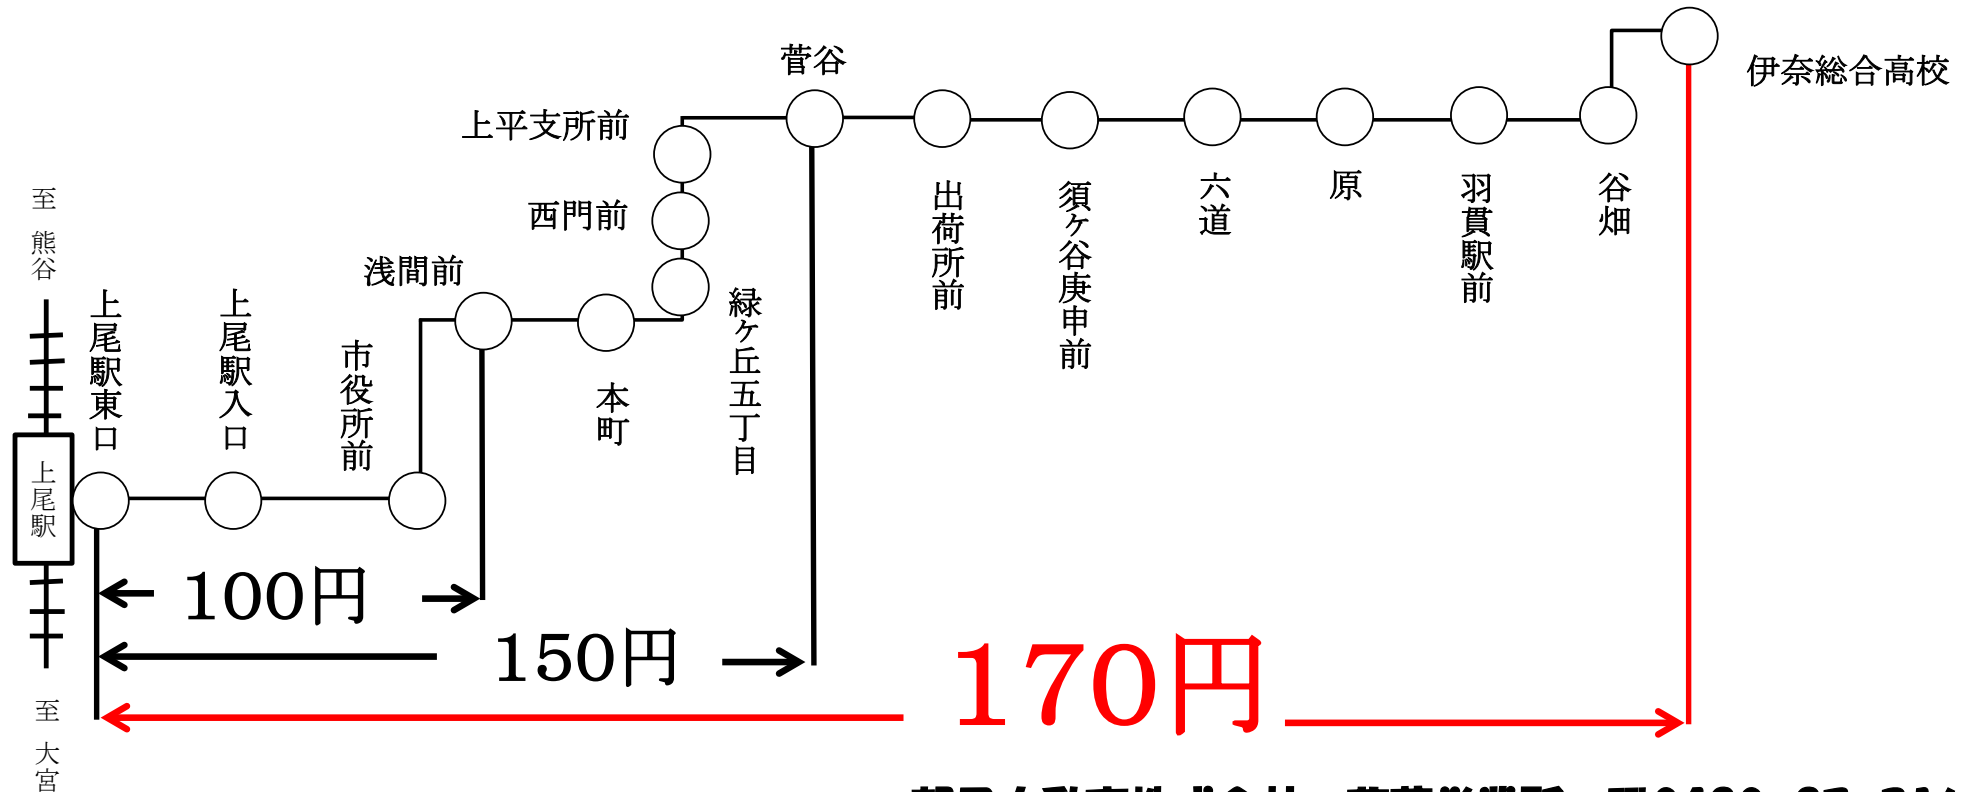 至 熊谷
上尾駅
至 大宮
上尾駅東口
上尾駅入口
市役所前
浅間前
本町
緑ヶ丘五丁目
西門前
上平支所前
菅谷
出荷所前
須ヶ谷庚申前
六道
原
羽貫駅前
谷畑
伊奈総合高校
100円
150円
170円